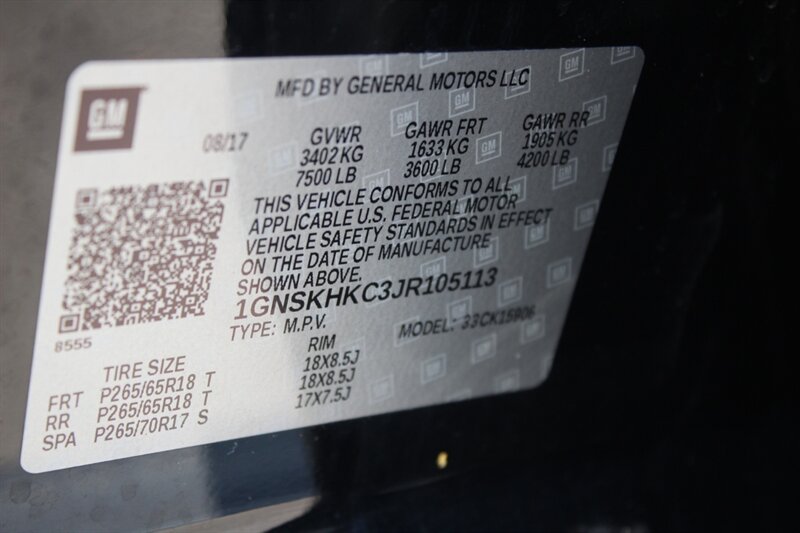 MFD BY GENERAL MOTORS LLC
GM
08/17
GVWR
3402 KG
7500 LB
GAWR FRT
1633 KG
3600 LB
GAWR RR
1905 KG
4200 LB
THIS VEHICLE CONFORMS TO ALL
APPLICABLE U.S. FEDERAL MOTOR
VEHICLE SAFETY STANDARDS IN EFFECT
ON THE DATE OF MANUFACTURE
SHOWN ABOVE.
1GNSKHKC3JR105113
8555
TYPE: M.P.V. MODEL: 33CK15906
TIRE SIZE RIM
FRT P265/65R18 T 18X8.5J
RR P265/65R18 T 18X8.5J
SPA P265/70R17 S 17X7.5J